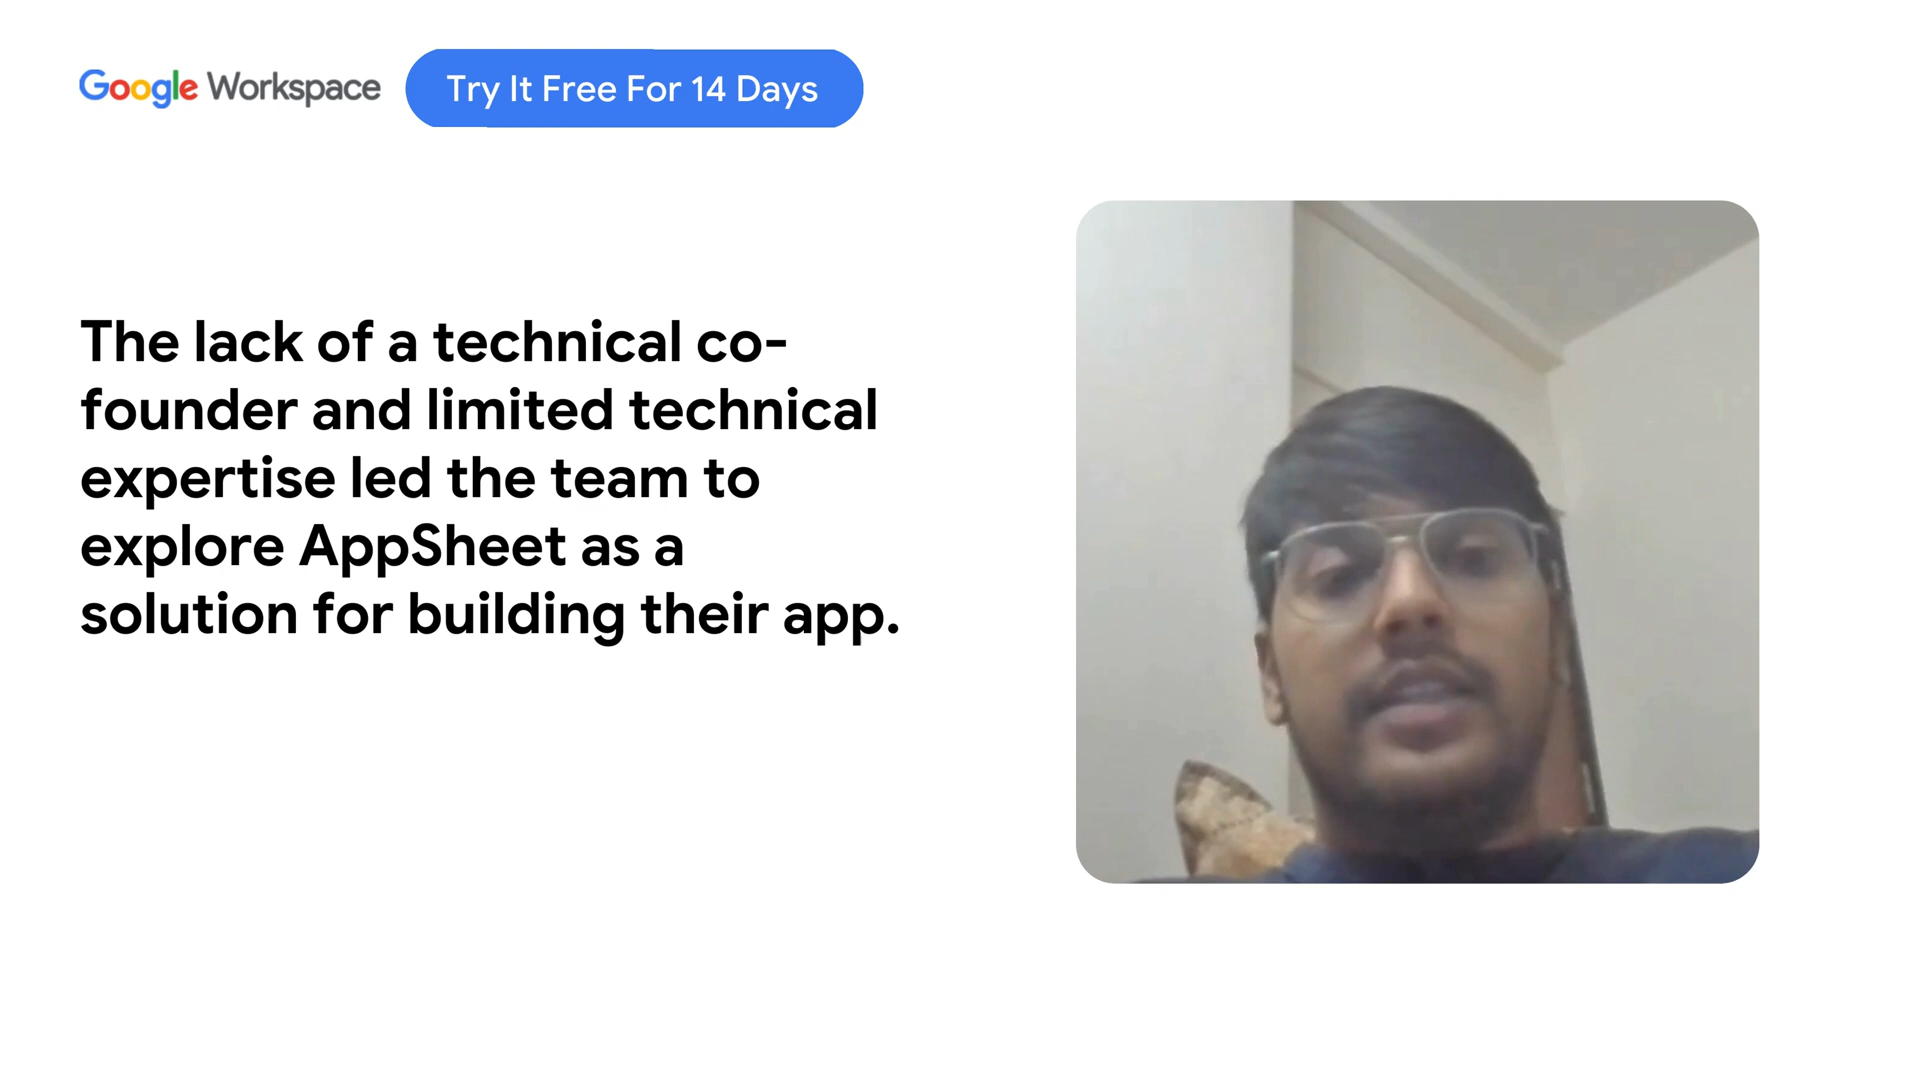 Google Workspace
Try It Free For 14 Days
The lack of a technical co-
founder and limited technical
expertise led the team to
explore AppSheet as a
solution for building their app.